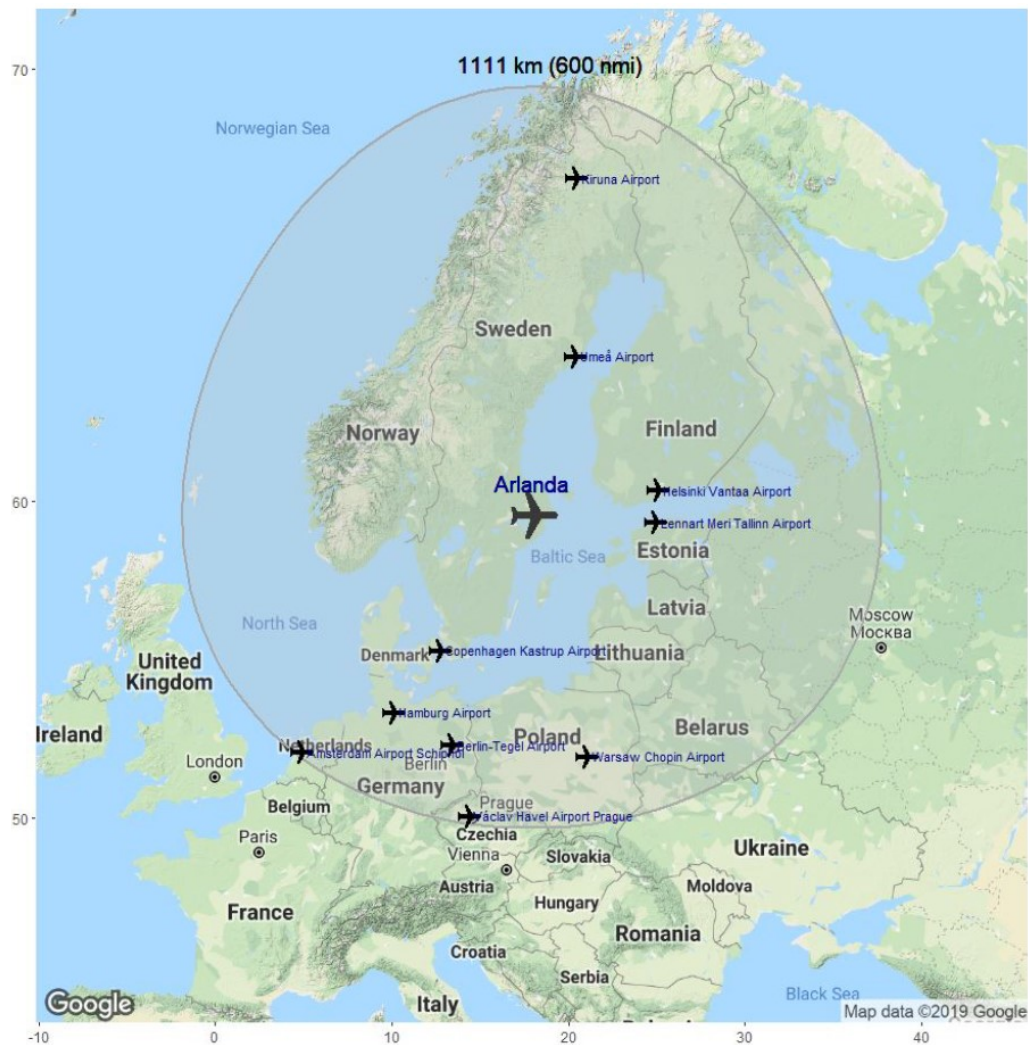 70
1111 km (600 nmi)
Norwegian Sea
Kiruna Airport
Sweden
Umeå Airport
Norway
Finland
Arlanda
60
Helsinki Vantaa Airport
Lennart Meri Tallinn Airport
Baltic Sea
Estonia
Latvia
North Sea
Moscow
Москва
Copenhagen Kastrup Airport
Denmark
Lithuania
United
Kingdom
Hamburg Airport
Belarus
Ireland
Poland
Netherlands
Berlin-Tegel Airport
Amsterdam Airport Schiphol
Warsaw Chopin Airport
London
Berlin
Germany
Belgium
Prague
50
Václav Havel Airport Prague
Czechia
Paris
Vienna
Slovakia
Ukraine
Austria
Moldova
Hungary
France
Romania
Croatia
Serbia
Black Sea
Italy
Google
Map data ©2019 Google
-10
0
10
20
30
40